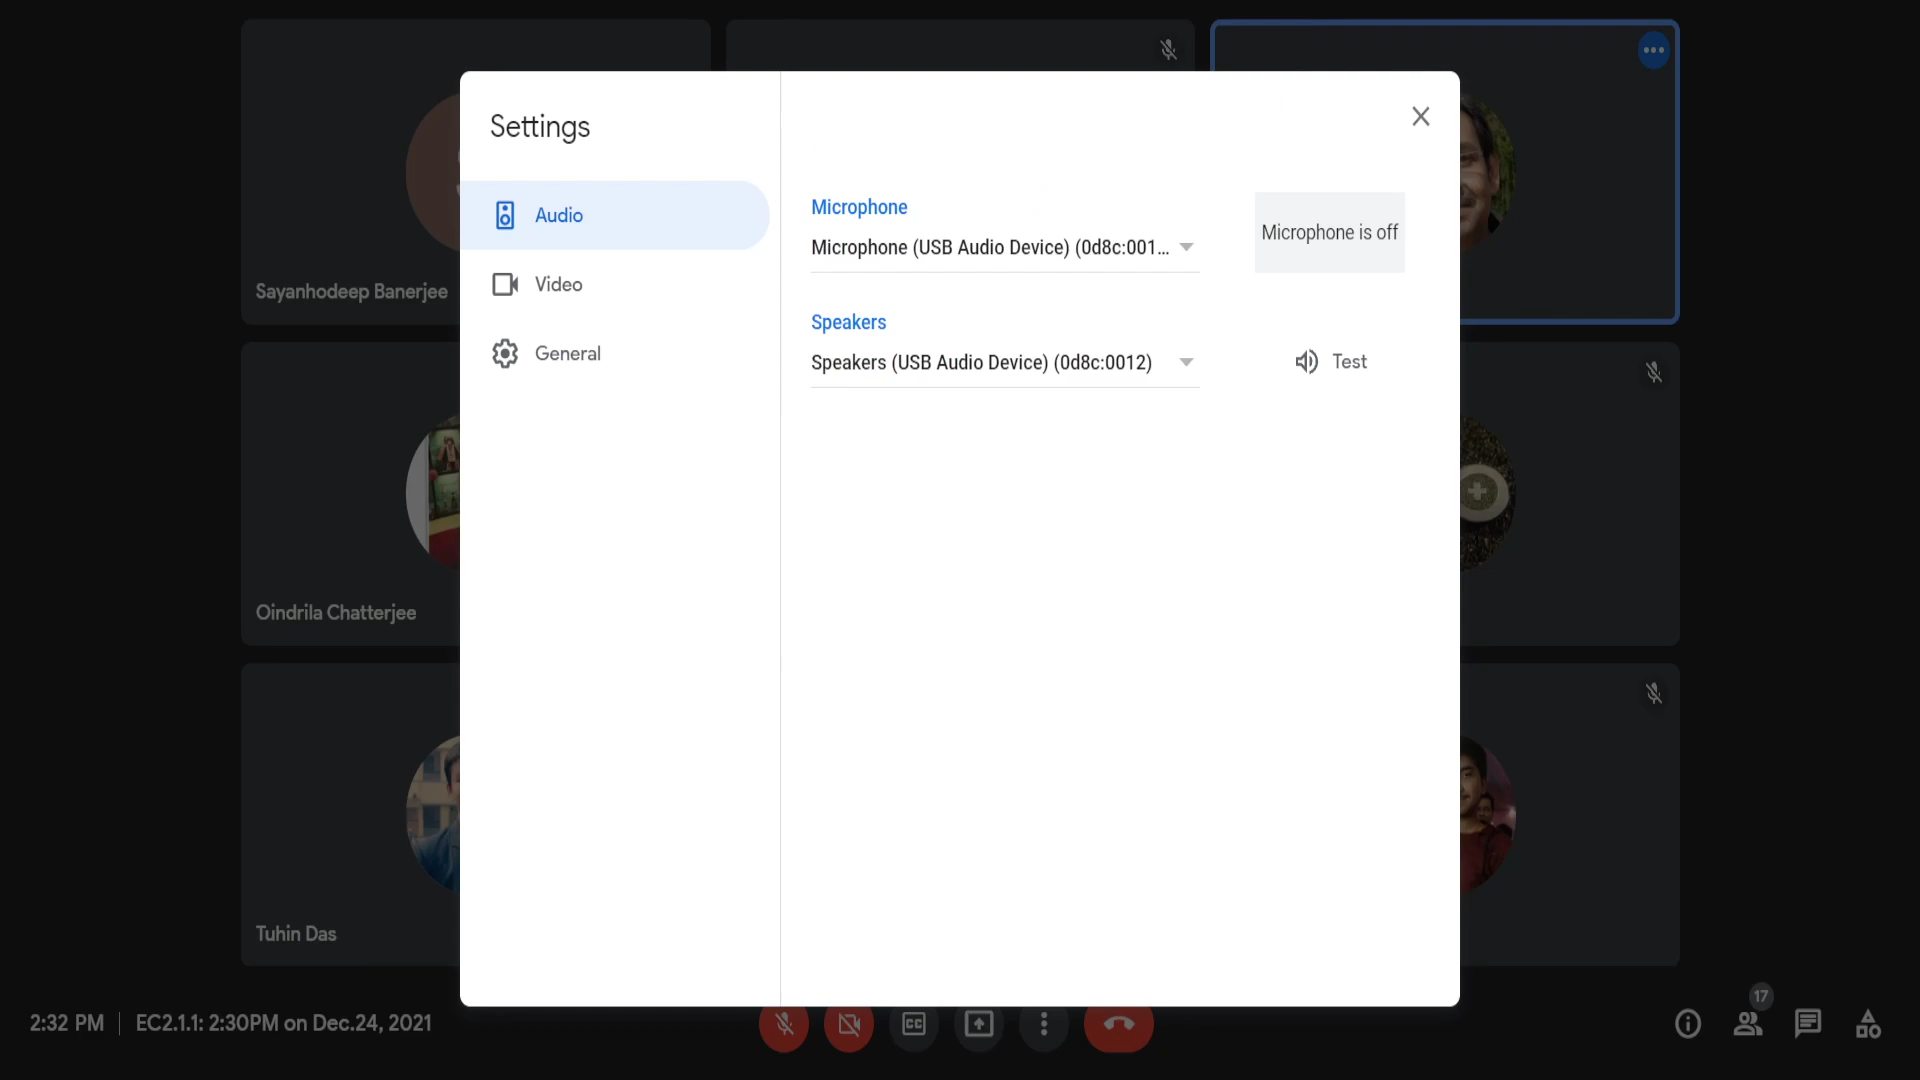 Settings
Audio
Video
General
Microphone
Microphone (USB Audio Device) (0d8c:001...
Microphone is off
Speakers
Speakers (USB Audio Device) (0d8c:0012)
Test
Sayanhodeep Banerjee
Oindrila Chatterjee
Tuhin Das
2:32 PM
EC2.1.1: 2:30PM on Dec.24, 2021
CC
17